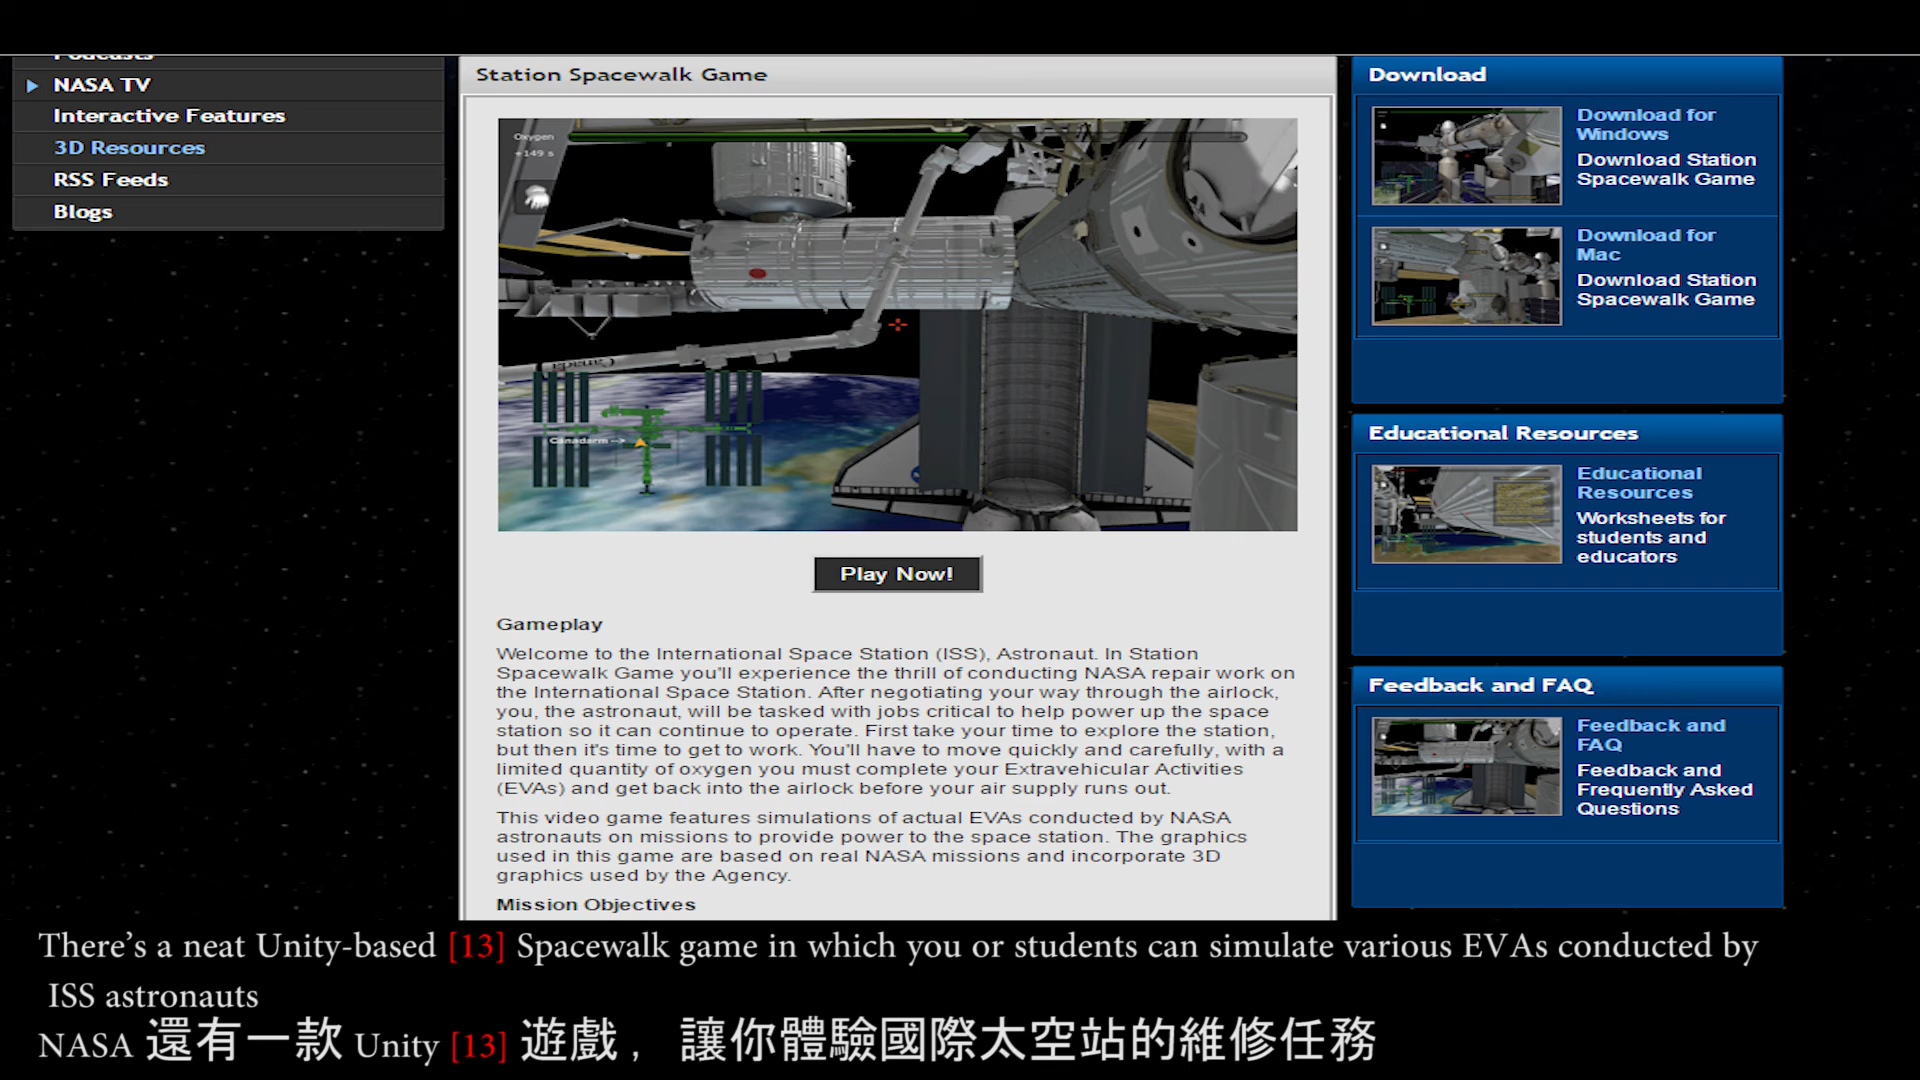 Podcasts
NASA TV
Interactive Features
3D Resources
RSS Feeds
Blogs
Station Spacewalk Game
Oxygen
+149 s
Canada
Canadarm -->
Play Now!
Gameplay
Welcome to the International Space Station (ISS), Astronaut. In Station
Spacewalk Game you'll experience the thrill of conducting NASA repair work on
the International Space Station. After negotiating your way through the airlock,
you, the astronaut, will be tasked with jobs critical to help power up the space
station so it can continue to operate. First take your time to explore the station,
but then it's time to get to work. You'll have to move quickly and carefully, with a
limited quantity of oxygen you must complete your Extravehicular Activities
(EVAs) and get back into the airlock before your air supply runs out.
This video game features simulations of actual EVAs conducted by NASA
astronauts on missions to provide power to the space station. The graphics
used in this game are based on real NASA missions and incorporate 3D
graphics used by the Agency.
Mission Objectives
Download
Download for
Windows
Download Station
Spacewalk Game
Download for
Mac
Download Station
Spacewalk Game
Educational Resources
Educational
Resources
Worksheets for
students and
educators
Feedback and FAQ
Feedback and
FAQ
Feedback and
Frequently Asked
Questions
There's a neat Unity-based [13] Spacewalk game in which you or students can simulate various EVAs conducted by
ISS astronauts
NASA 還有一款 Unity [13] 遊戲，讓你體驗國際太空站的維修任務